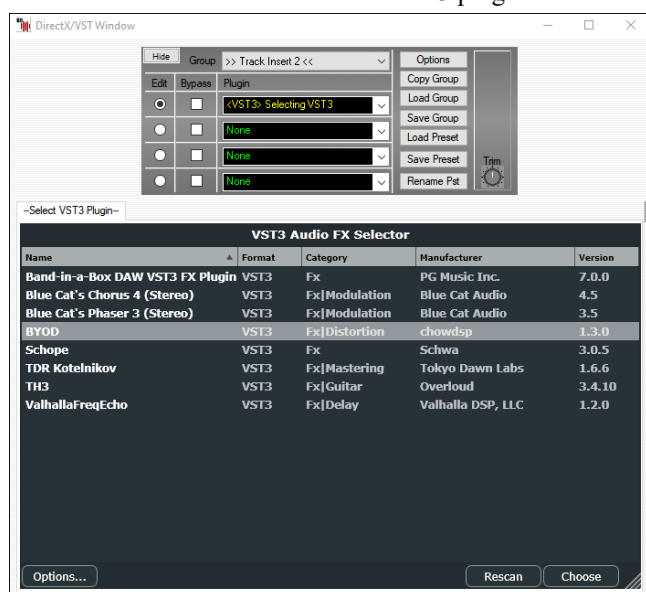 DirectX/VST Window
Hide Group >> Track Insert 2 << Options
Copy Group
Edit Bypass Plugin
Load Group
<VST3> Selecting VST3
Save Group
None
Load Preset
None
Save Preset Trim
None
Rename Pst
--Select VST3 Plugin--
VST3 Audio FX Selector
Name Format Category Manufacturer Version
Band-in-a-Box DAW VST3 FX Plugin VST3 Fx PG Music Inc. 7.0.0
Blue Cat's Chorus 4 (Stereo) VST3 Fx|Modulation Blue Cat Audio 4.5
Blue Cat's Phaser 3 (Stereo) VST3 Fx|Modulation Blue Cat Audio 3.5
BYOD VST3 Fx|Distortion chowdsp 1.3.0
Schope VST3 Fx Schwa 3.0.5
TDR Kotelnikov VST3 Fx|Mastering Tokyo Dawn Labs 1.6.6
TH3 VST3 Fx|Guitar Overloud 3.4.10
ValhallaFreqEcho VST3 Fx|Delay Valhalla DSP, LLC 1.2.0
Options... Rescan Choose